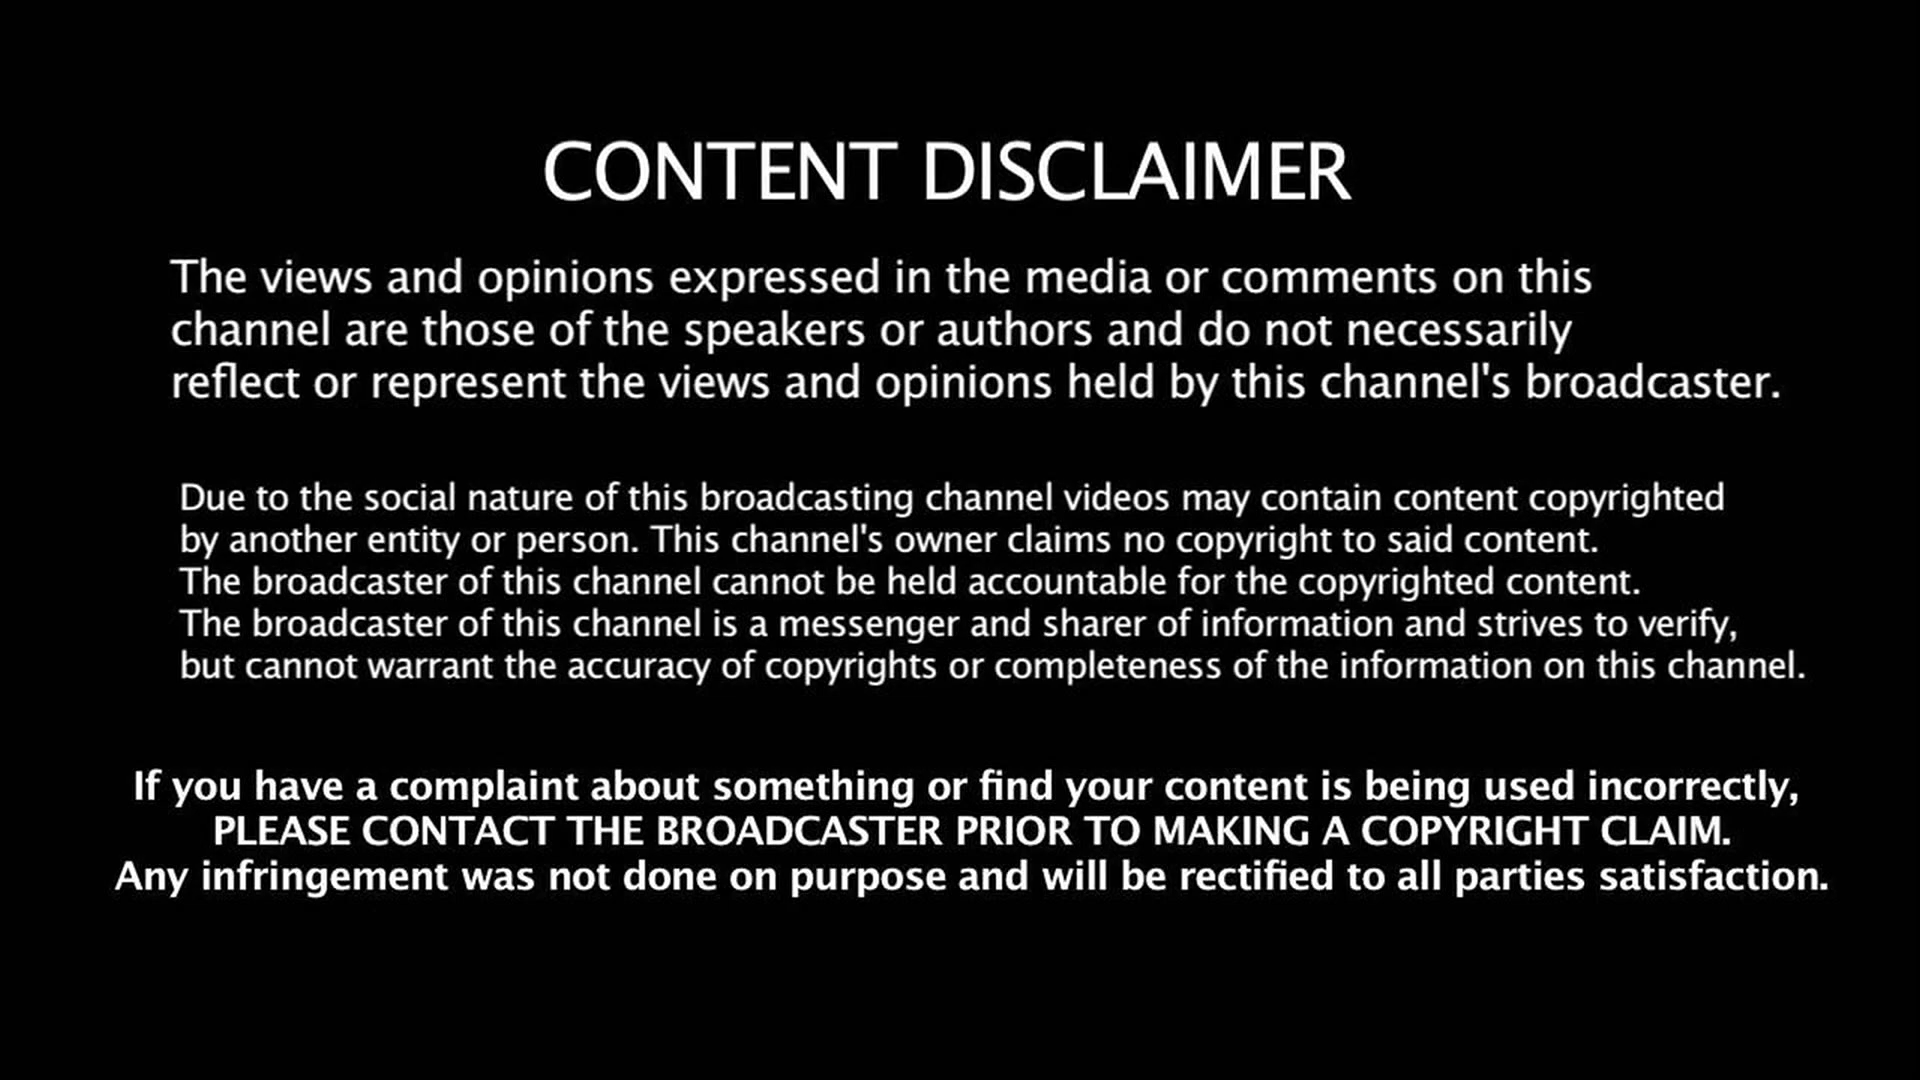 CONTENT DISCLAIMER
The views and opinions expressed in the media or comments on this
channel are those of the speakers or authors and do not necessarily
reflect or represent the views and opinions held by this channel's broadcaster.
Due to the social nature of this broadcasting channel videos may contain content copyrighted
by another entity or person. This channel's owner claims no copyright to said content.
The broadcaster of this channel cannot be held accountable for the copyrighted content.
The broadcaster of this channel is a messenger and sharer of information and strives to verify,
but cannot warrant the accuracy of copyrights or completeness of the information on this channel.
If you have a complaint about something or find your content is being used incorrectly,
PLEASE CONTACT THE BROADCASTER PRIOR TO MAKING A COPYRIGHT CLAIM.
Any infringement was not done on purpose and will be rectified to all parties satisfaction.